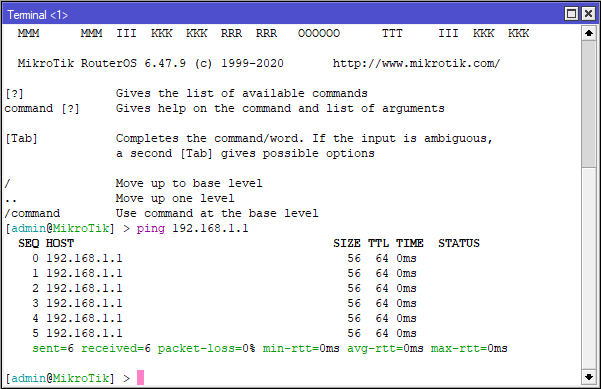 Terminal <1>
MMM      MMM  III  KKK  KKK  RRR  RRR   OOOOOO      TTT     III  KKK  KKK
MikroTik RouterOS 6.47.9 (c) 1999-2020       http://www.mikrotik.com/
[?]             Gives the list of available commands
command [?]     Gives help on the command and list of arguments
[Tab]           Completes the command/word. If the input is ambiguous,
a second [Tab] gives possible options
/               Move up to base level
..              Move up one level
/command        Use command at the base level
[admin@MikroTik] > ping 192.168.1.1
SEQ HOST                                     SIZE TTL TIME  STATUS
0 192.168.1.1                                56  64 0ms
1 192.168.1.1                                56  64 0ms
2 192.168.1.1                                56  64 0ms
3 192.168.1.1                                56  64 0ms
4 192.168.1.1                                56  64 0ms
5 192.168.1.1                                56  64 0ms
sent=6 received=6 packet-loss=0% min-rtt=0ms avg-rtt=0ms max-rtt=0ms
[admin@MikroTik] >